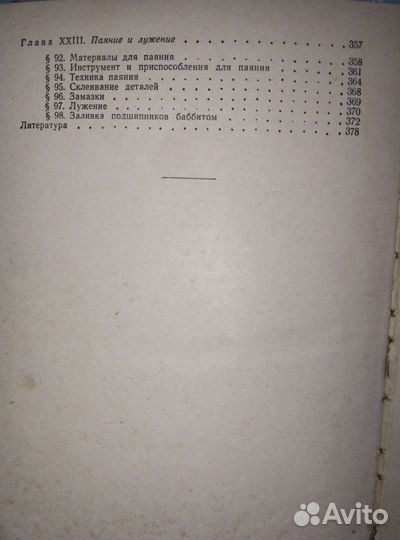 Глава XXIII. Паяние и лужение . . . . . . . . . . . . . 357
§ 92. Материалы для паяния . . . . . . . . . . . . . 358
§ 93. Инструмент и приспособления для паяния . . . . . . 361
§ 94. Техника паяния . . . . . . . . . . . . . . . . 364
§ 95. Склеивание деталей . . . . . . . . . . . . . . 368
§ 96. Замазки . . . . . . . . . . . . . . . . . . 369
§ 97. Лужение . . . . . . . . . . . . . . . . . . 370
§ 98. Заливка подшипников баббитом . . . . . . . . . . 372
Литература . . . . . . . . . . . . . . . . . . . . 378
Avito